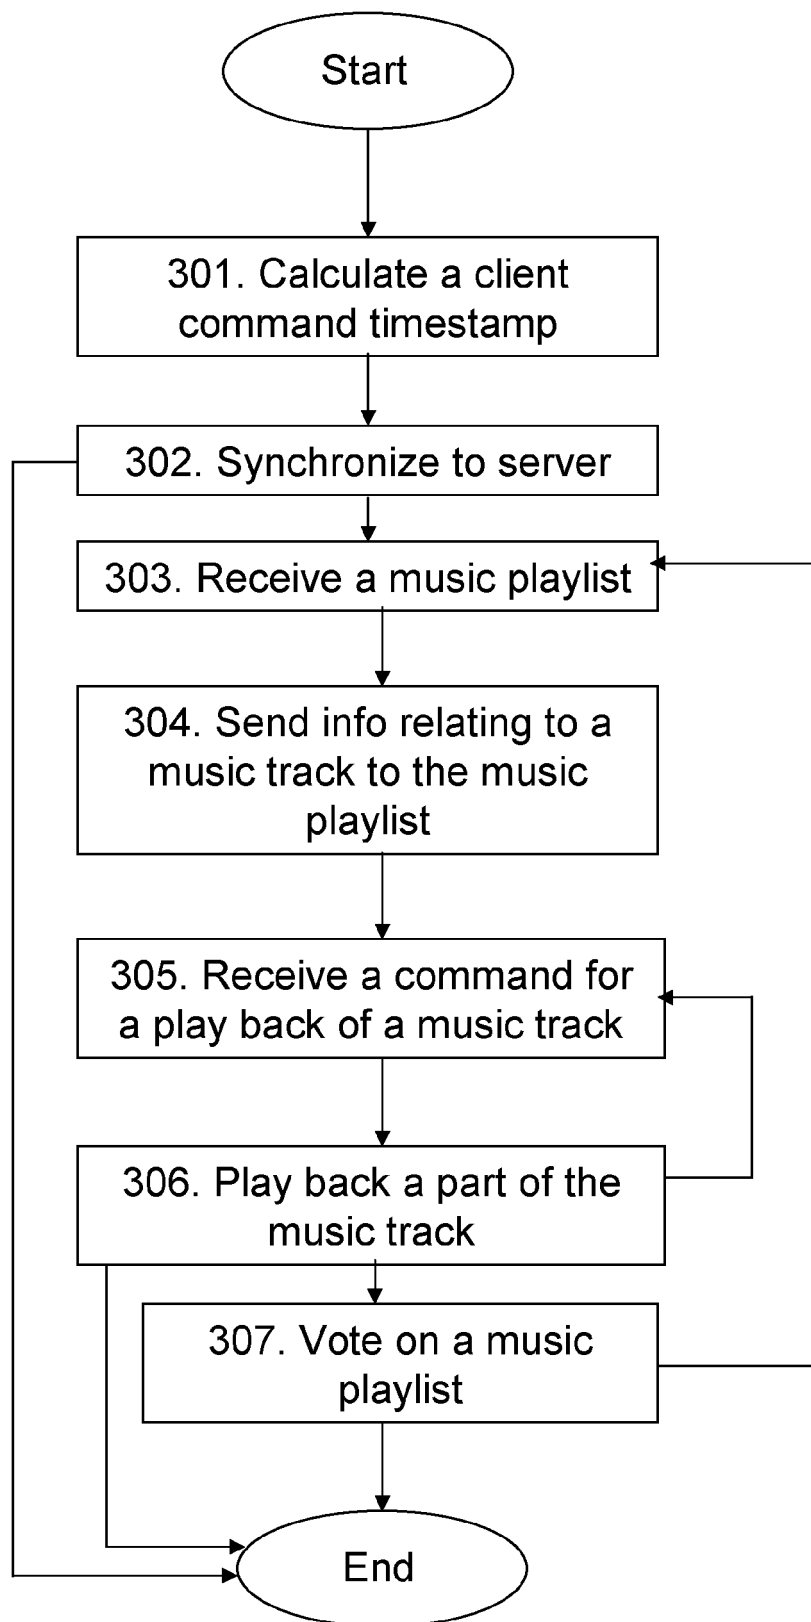 Start
301. Calculate a client
command timestamp
302. Synchronize to server
303. Receive a music playlist
304. Send info relating to a
music track to the music
playlist
305. Receive a command for
a play back of a music track
306. Play back a part of the
music track
307. Vote on a music
playlist
End